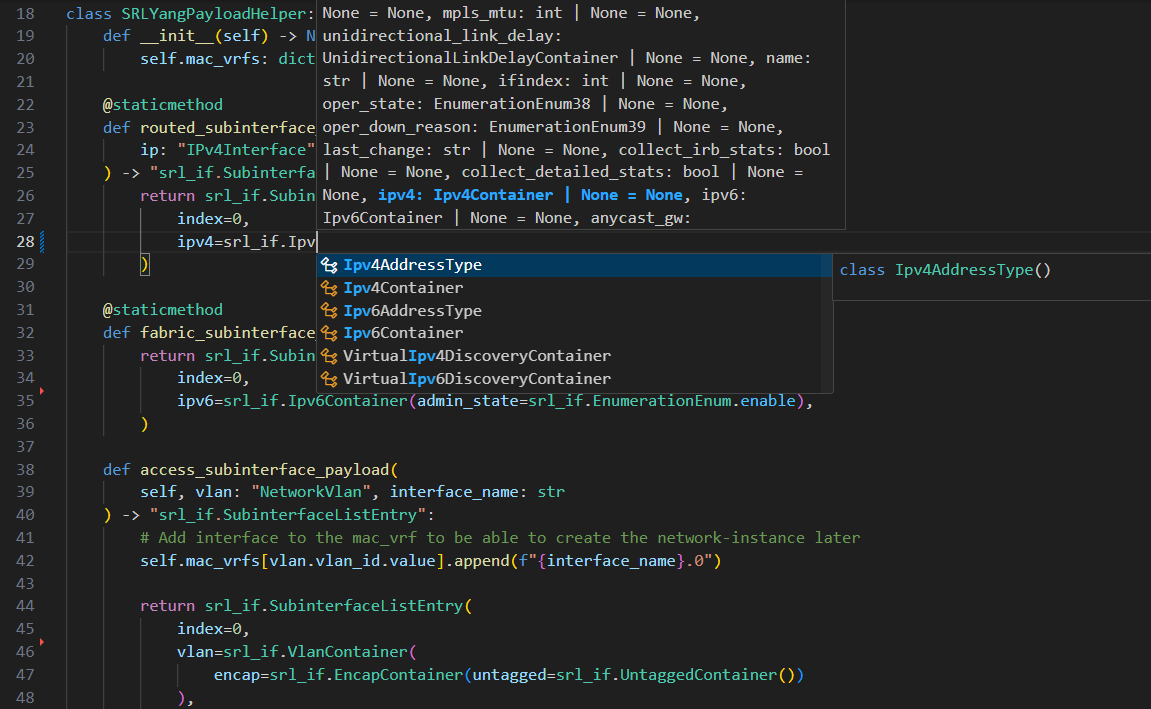 18 class SRLYangPayloadHelper:
19 def __init__(self) -> N
20 self.mac_vrfs: dict
21
22 @staticmethod
23 def routed_subinterface_
24 ip: "IPv4Interface"
25 ) -> "srl_if.Subinterfa
26 return srl_if.Subin
27 index=0,
28 ipv4=srl_if.Ipv
29 )
30
31 @staticmethod
32 def fabric_subinterface_
33 return srl_if.Subin
34 index=0,
35 ipv6=srl_if.Ipv6Container(admin_state=srl_if.EnumerationEnum.enable),
36 )
37
38 def access_subinterface_payload(
39 self, vlan: "NetworkVlan", interface_name: str
40 ) -> "srl_if.SubinterfaceListEntry":
41 # Add interface to the mac_vrf to be able to create the network-instance later
42 self.mac_vrfs[vlan.vlan_id.value].append(f"{interface_name}.0")
43
44 return srl_if.SubinterfaceListEntry(
45 index=0,
46 vlan=srl_if.VlanContainer(
47 encap=srl_if.EncapContainer(untagged=srl_if.UntaggedContainer())
48 ),
None = None, mpls_mtu: int | None = None,
unidirectional_link_delay:
UnidirectionalLinkDelayContainer | None = None, name:
str | None = None, ifindex: int | None = None,
oper_state: EnumerationEnum38 | None = None,
oper_down_reason: EnumerationEnum39 | None = None,
last_change: str | None = None, collect_irb_stats: bool
| None = None, collect_detailed_stats: bool | None =
None, ipv4: Ipv4Container | None = None, ipv6:
Ipv6Container | None = None, anycast_gw:
Ipv4AddressType
Ipv4Container
Ipv6AddressType
Ipv6Container
VirtualIpv4DiscoveryContainer
VirtualIpv6DiscoveryContainer
class Ipv4AddressType()